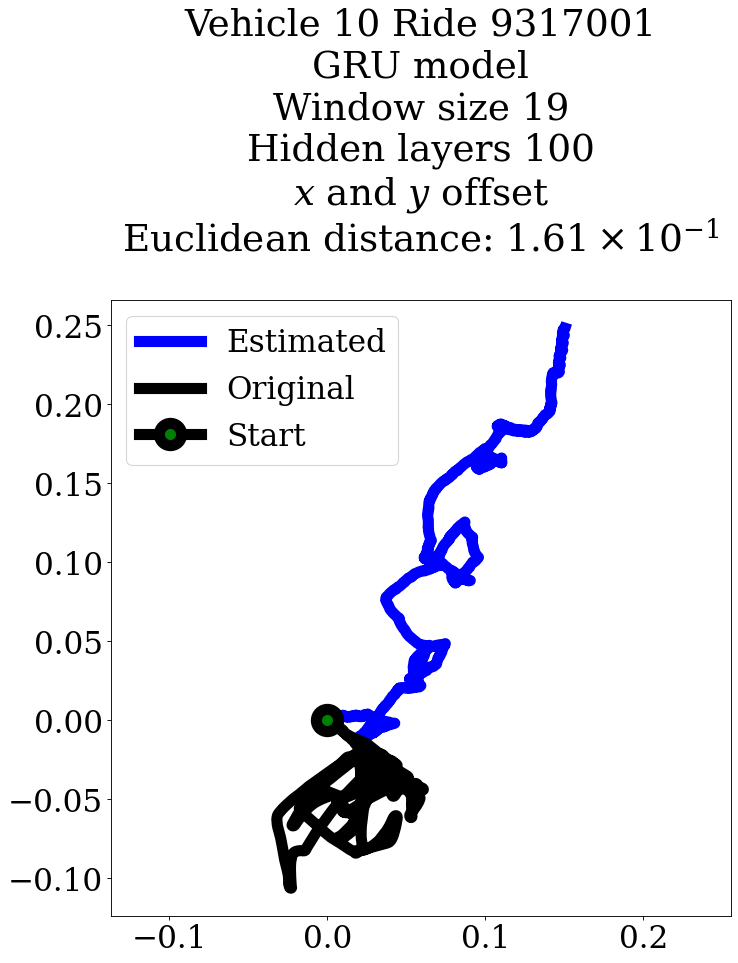 Vehicle 10 Ride 9317001
GRU model
Window size 19
Hidden layers 100
x and y offset
Euclidean distance: 1.61 × 10⁻¹
Estimated
Original
Start
0.25
0.20
0.15
0.10
0.05
0.00
−0.05
−0.10
−0.1 0.0 0.1 0.2